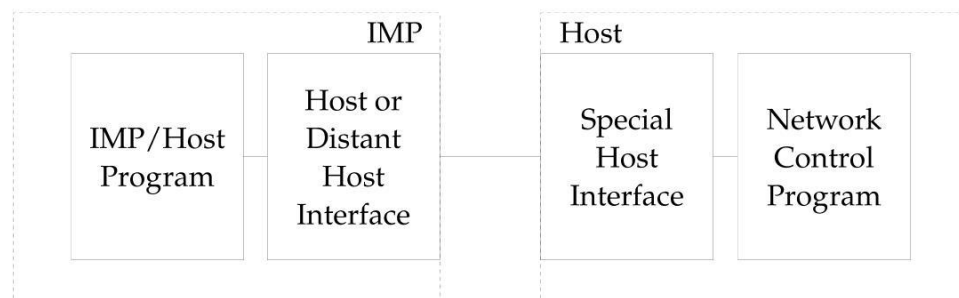 IMP
Host
IMP/Host
Program
Host or
Distant
Host
Interface
Special
Host
Interface
Network
Control
Program